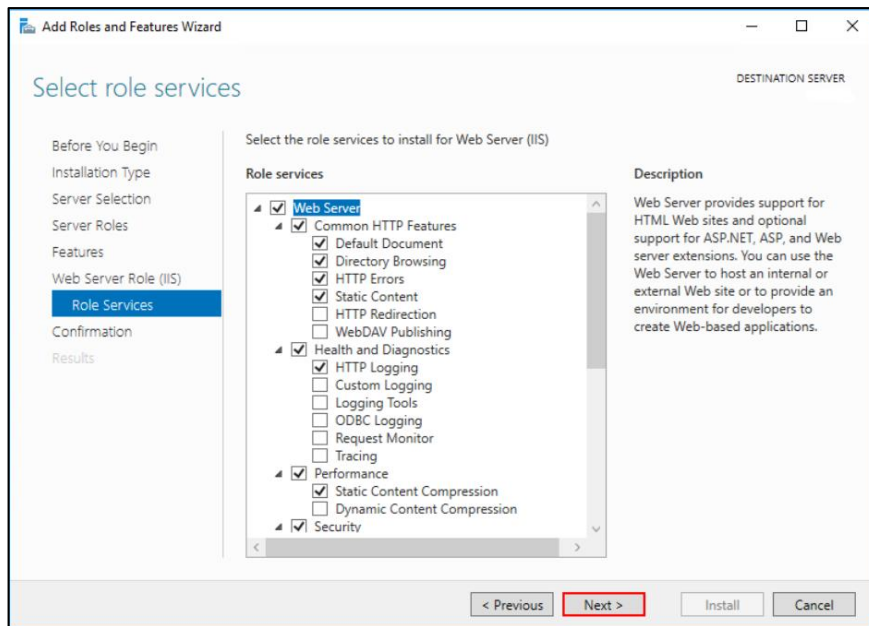 Add Roles and Features Wizard
Select role services
DESTINATION SERVER
Before You Begin
Installation Type
Server Selection
Server Roles
Features
Web Server Role (IIS)
Role Services
Confirmation
Results
Select the role services to install for Web Server (IIS)
Role services
Web Server
Common HTTP Features
Default Document
Directory Browsing
HTTP Errors
Static Content
HTTP Redirection
WebDAV Publishing
Health and Diagnostics
HTTP Logging
Custom Logging
Logging Tools
ODBC Logging
Request Monitor
Tracing
Performance
Static Content Compression
Dynamic Content Compression
Security
Description
Web Server provides support for
HTML Web sites and optional
support for ASP.NET, ASP, and Web
server extensions. You can use the
Web Server to host an internal or
external Web site or to provide an
environment for developers to
create Web-based applications.
< Previous
Next >
Install
Cancel